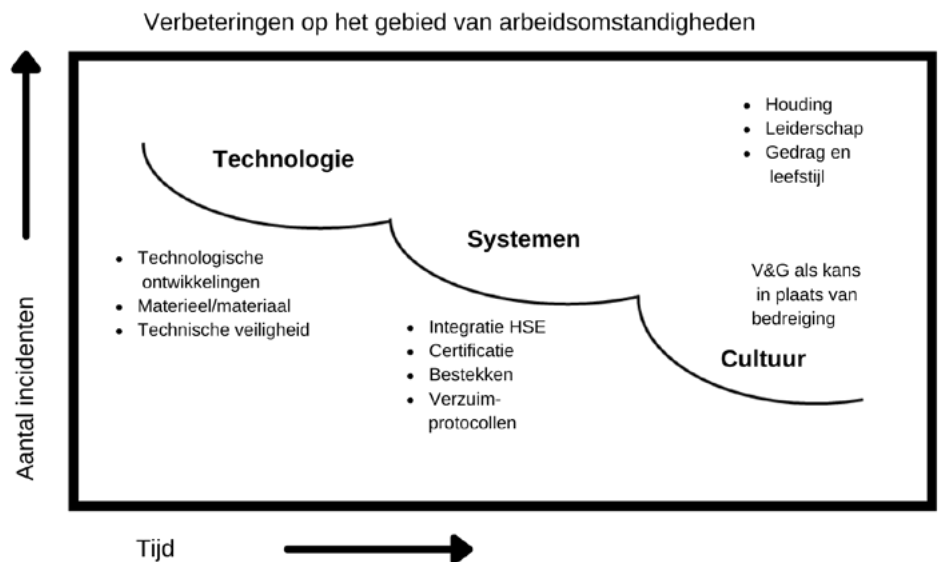 Verbeteringen op het gebied van arbeidsomstandigheden
Aantal incidenten
Technologie
• Technologische
ontwikkelingen
• Materieel/materiaal
• Technische veiligheid
Systemen
• Integratie HSE
• Certificatie
• Bestekken
• Verzuim-
protocollen
• Houding
• Leiderschap
• Gedrag en
leefstijl
V&G als kans
in plaats van
bedreiging
Cultuur
Tijd